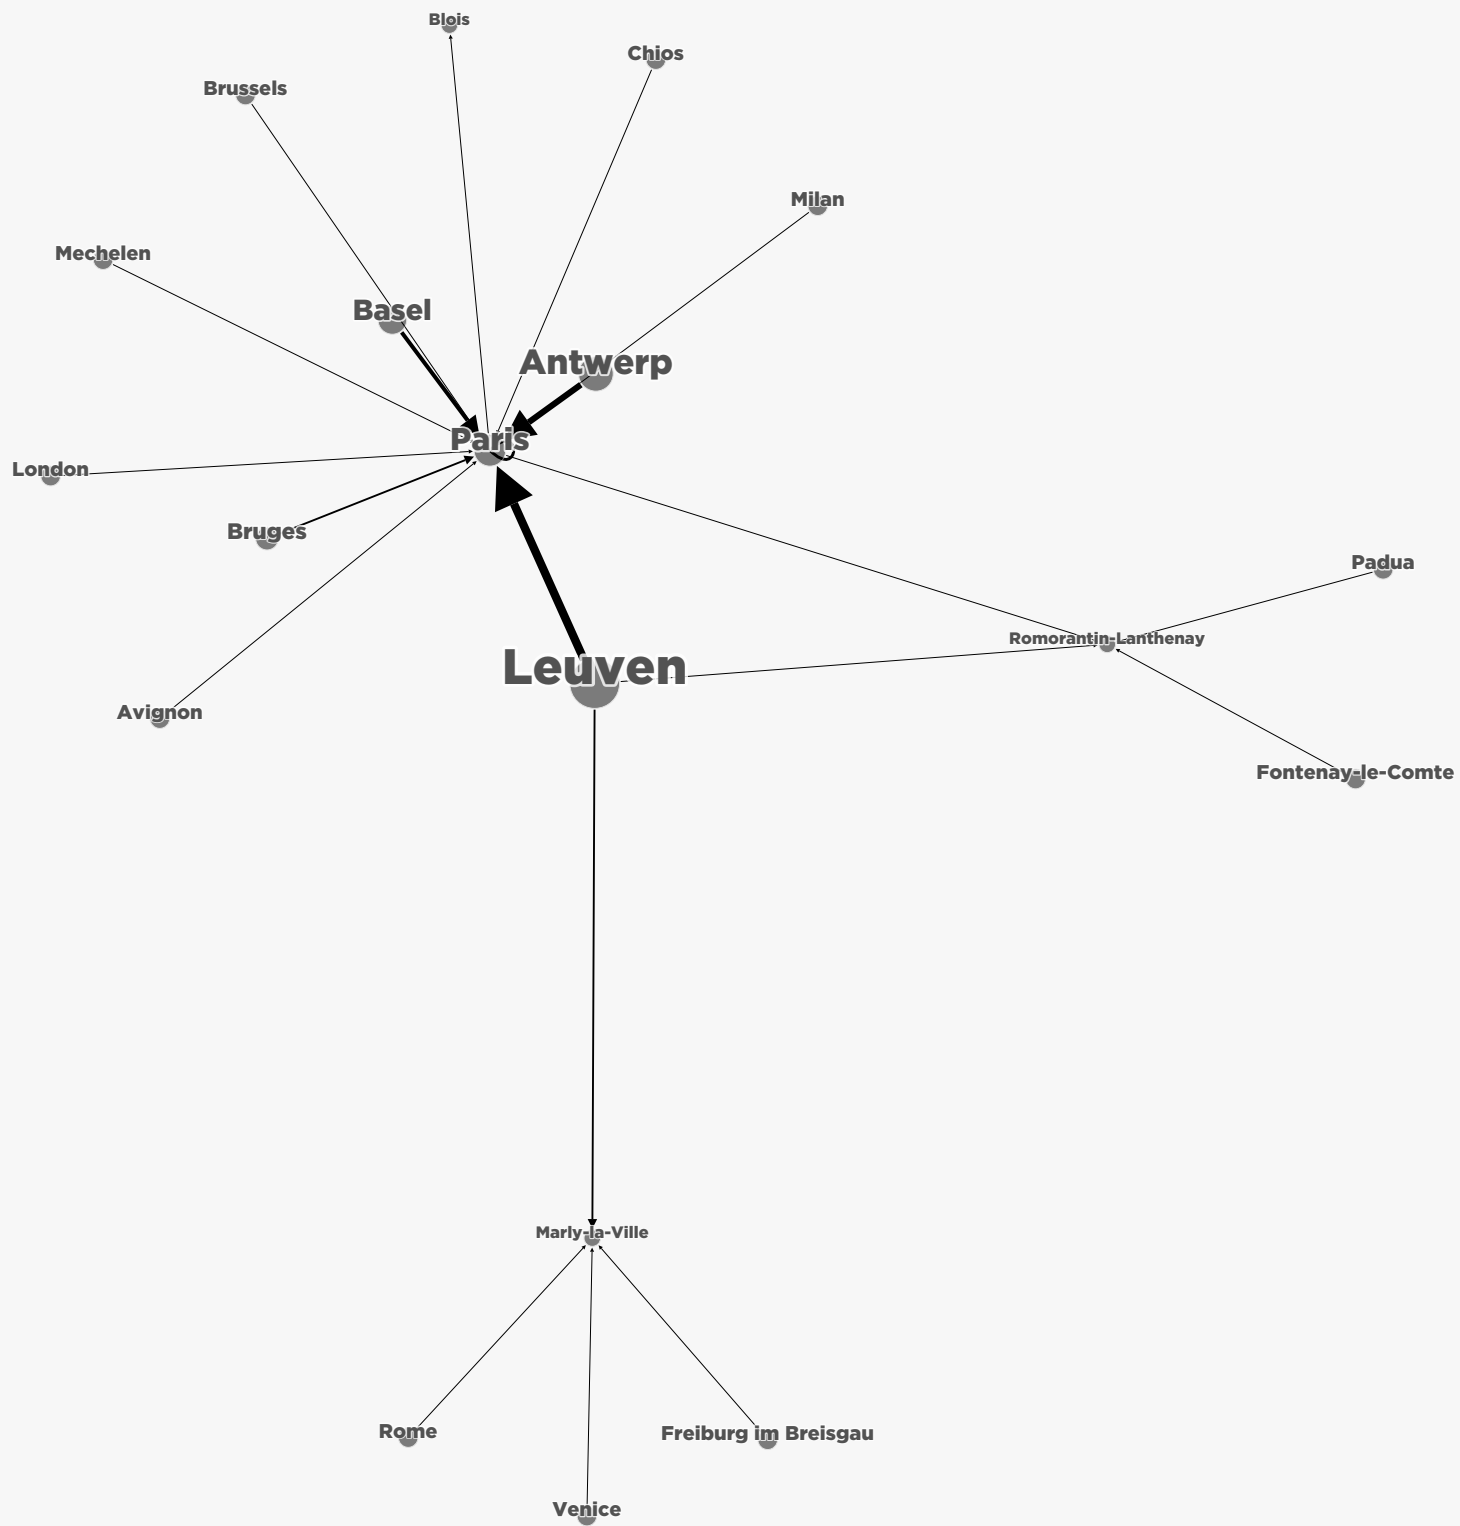 Blois
Chios
Brussels
Milan
Mechelen
Basel
Antwerp
Paris
London
Bruges
Padua
Romorantin-Lanthenay
Leuven
Avignon
Fontenay-le-Comte
Marly-la-Ville
Rome
Freiburg im Breisgau
Venice